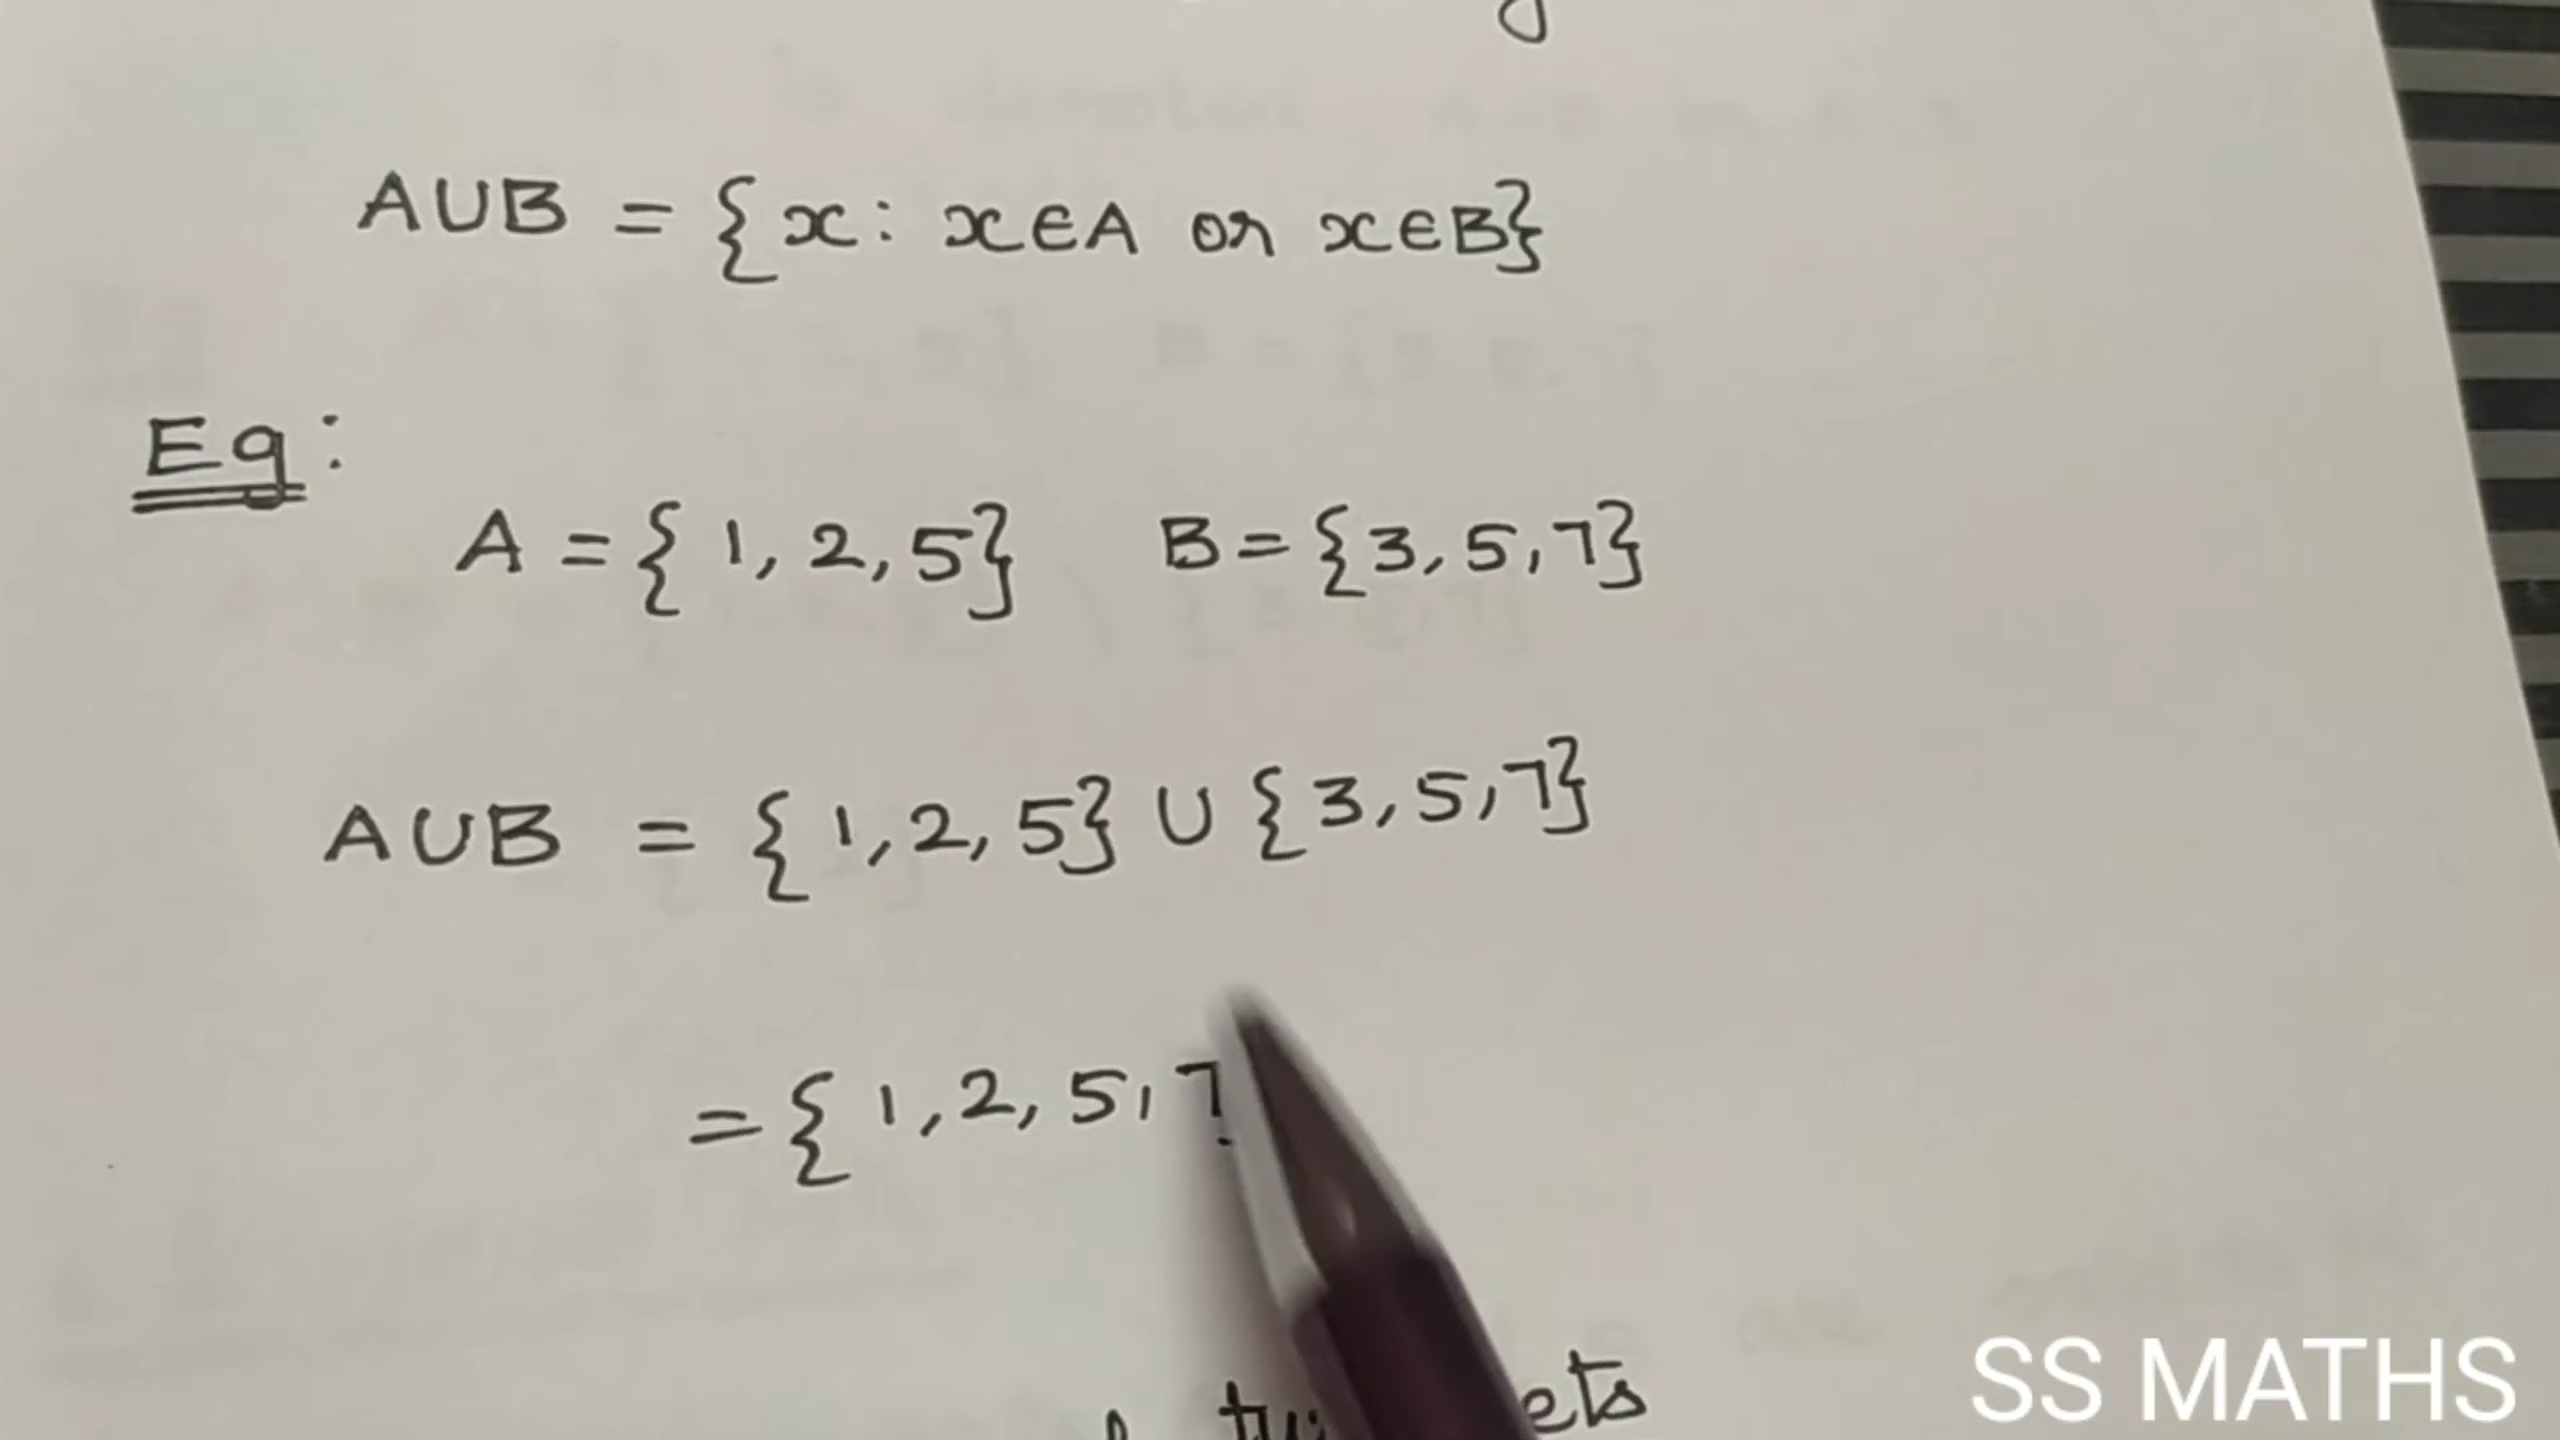 A∪B = {x: x∈A or x∈B}
Eg:
A = {1, 2, 5} B = {3, 5, 7}
A∪B = {1, 2, 5} ∪ {3, 5, 7}
= {1, 2, 5, 7
SS MATHS